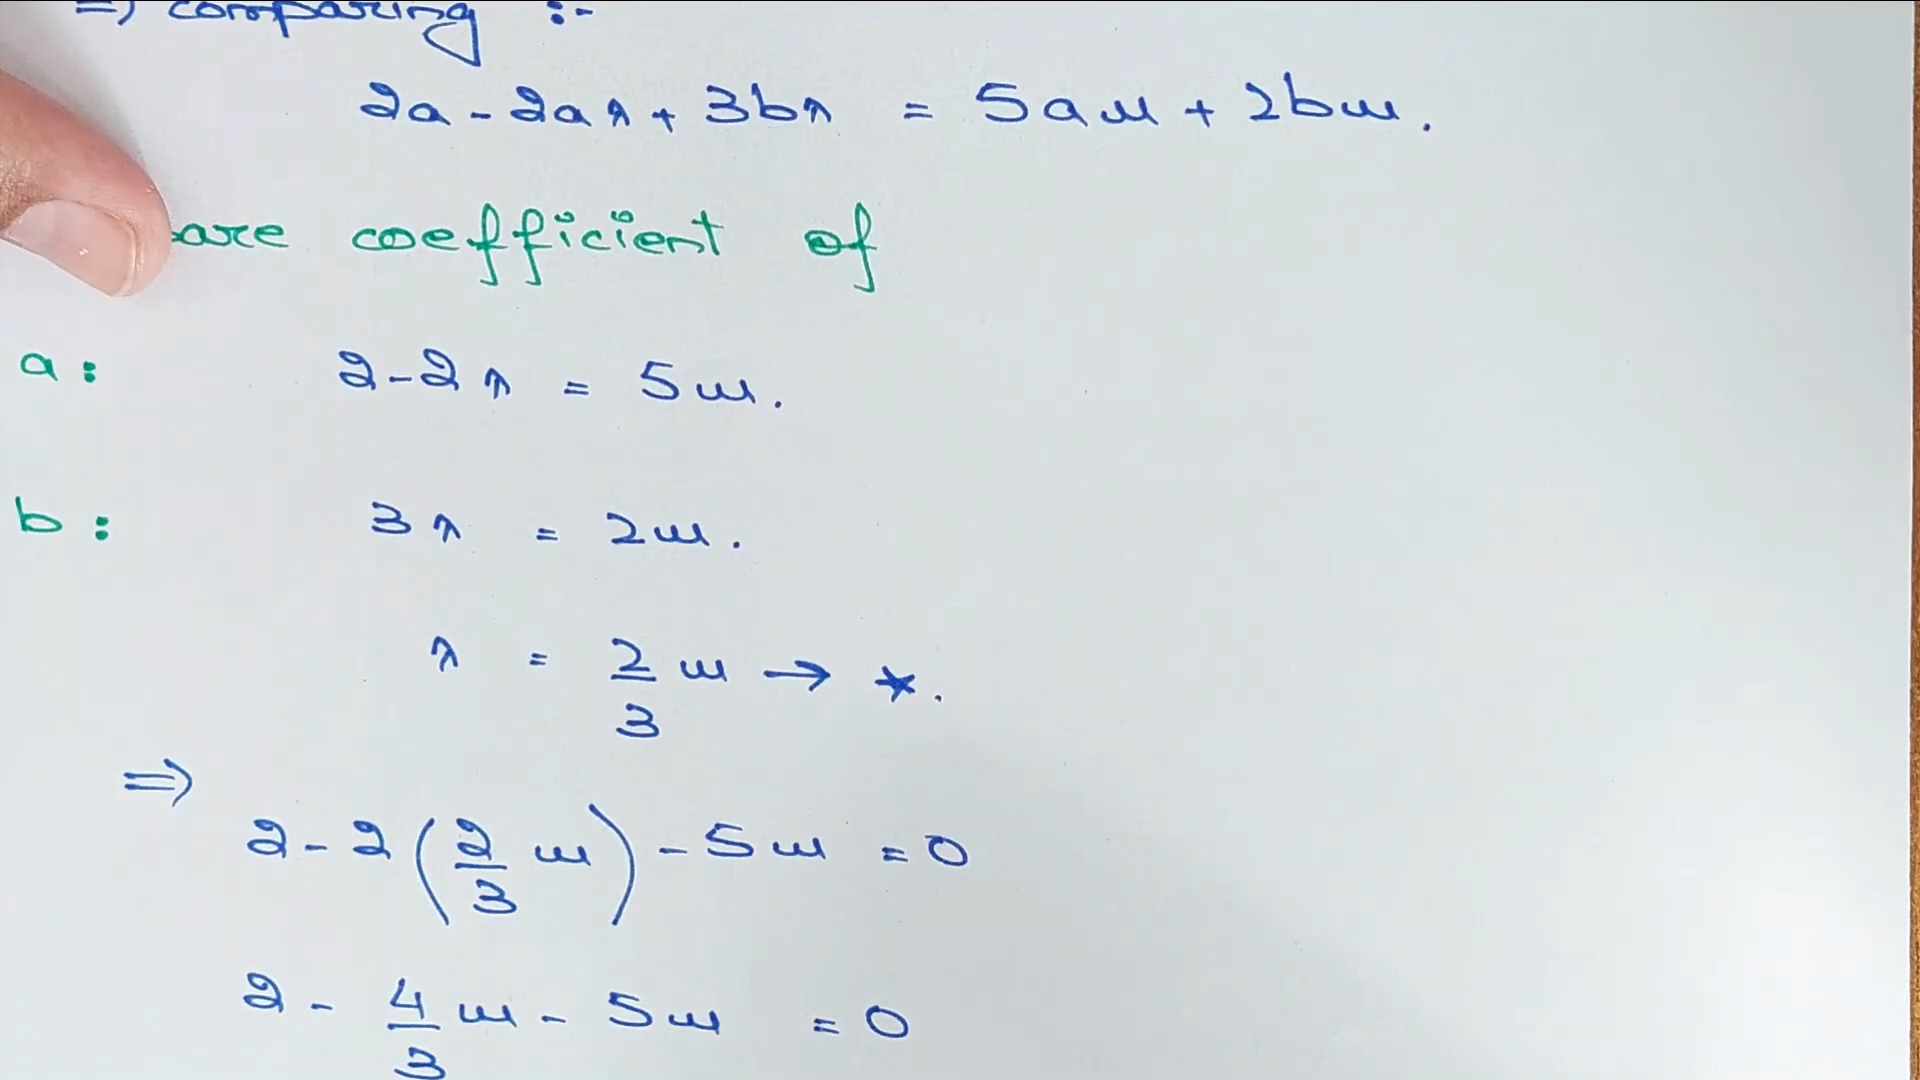 =) comparing :-
2a - 2aλ + 3bλ = 5aμ + 2bμ.
coefficient of
a: 2 - 2λ = 5μ.
b: 3λ = 2μ.
λ = 2/3 μ → *.
⇒
2 - 2(2/3 μ) - 5μ = 0
2 - 4/3 μ - 5μ = 0